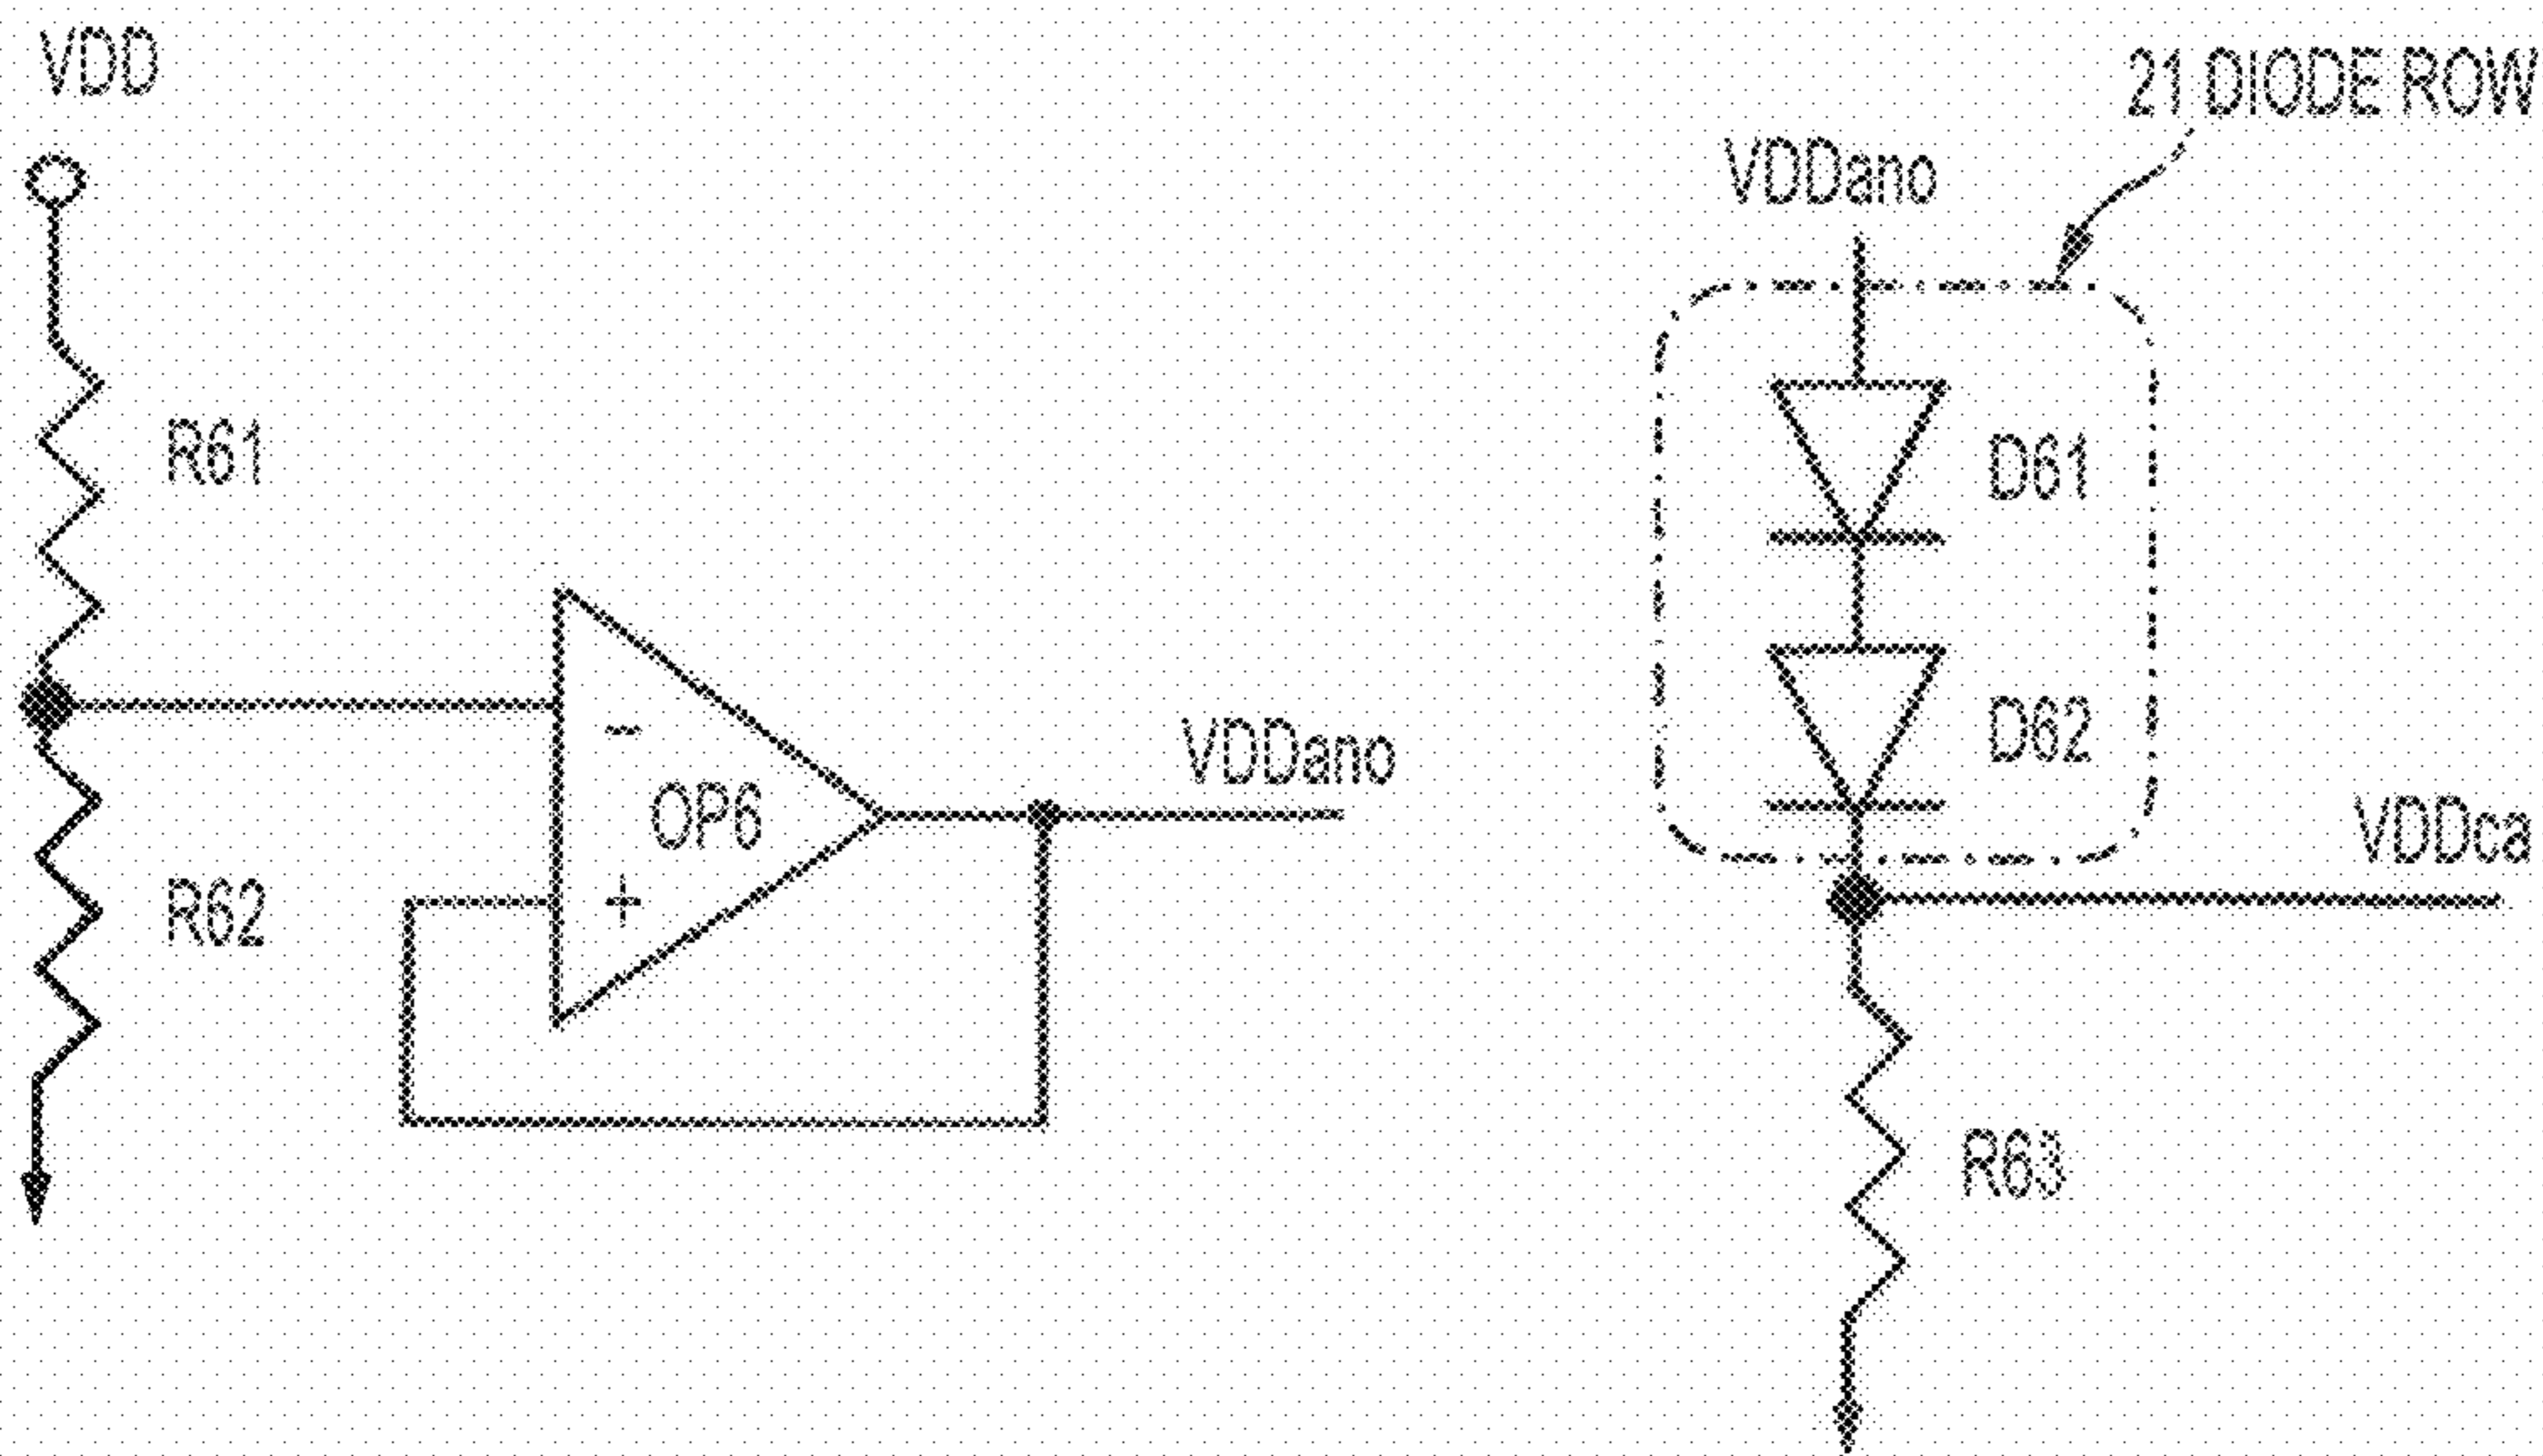 VDD
21 DIODE ROW
VDDano
R61
D61
-
OP6
+
VDDano
D62
VDDca
R62
R63